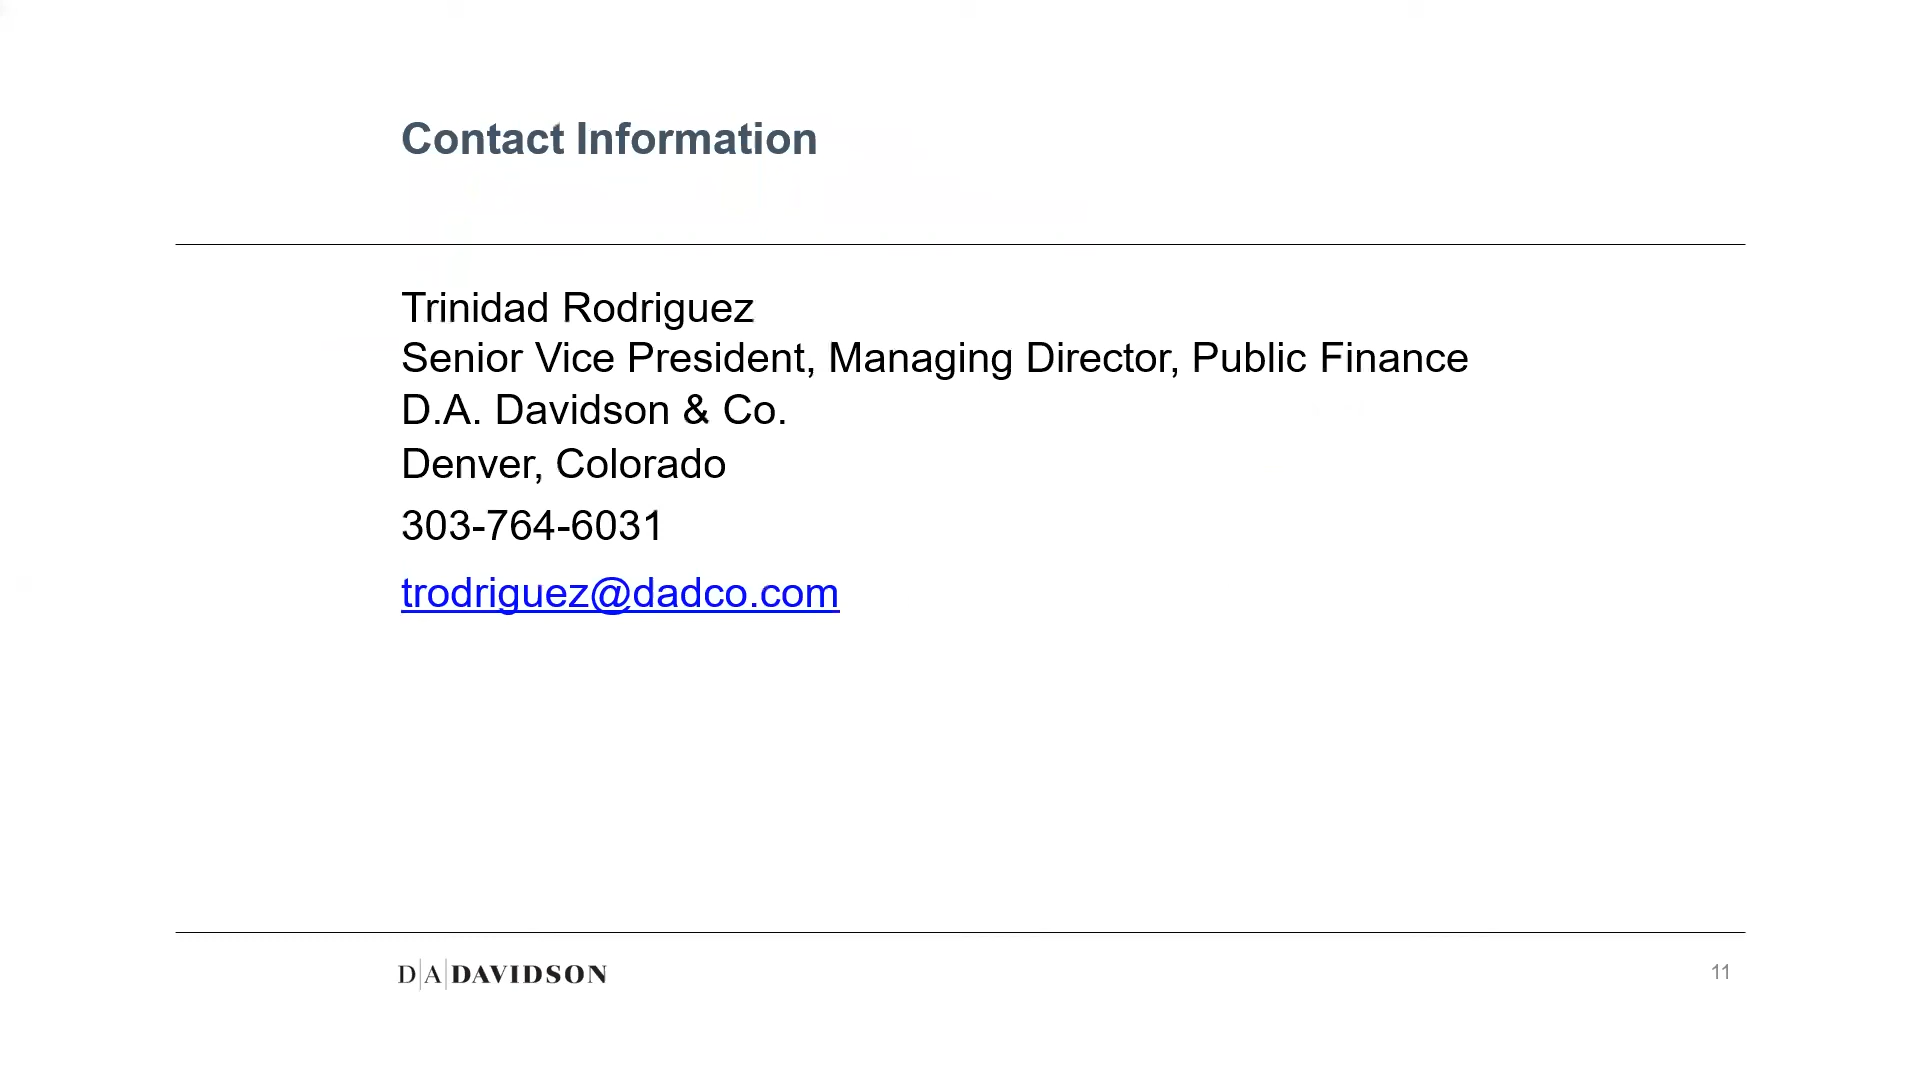 Contact Information
Trinidad Rodriguez
Senior Vice President, Managing Director, Public Finance
D.A. Davidson & Co.
Denver, Colorado
303-764-6031
trodriguez@dadco.com
D|A|DAVIDSON
11